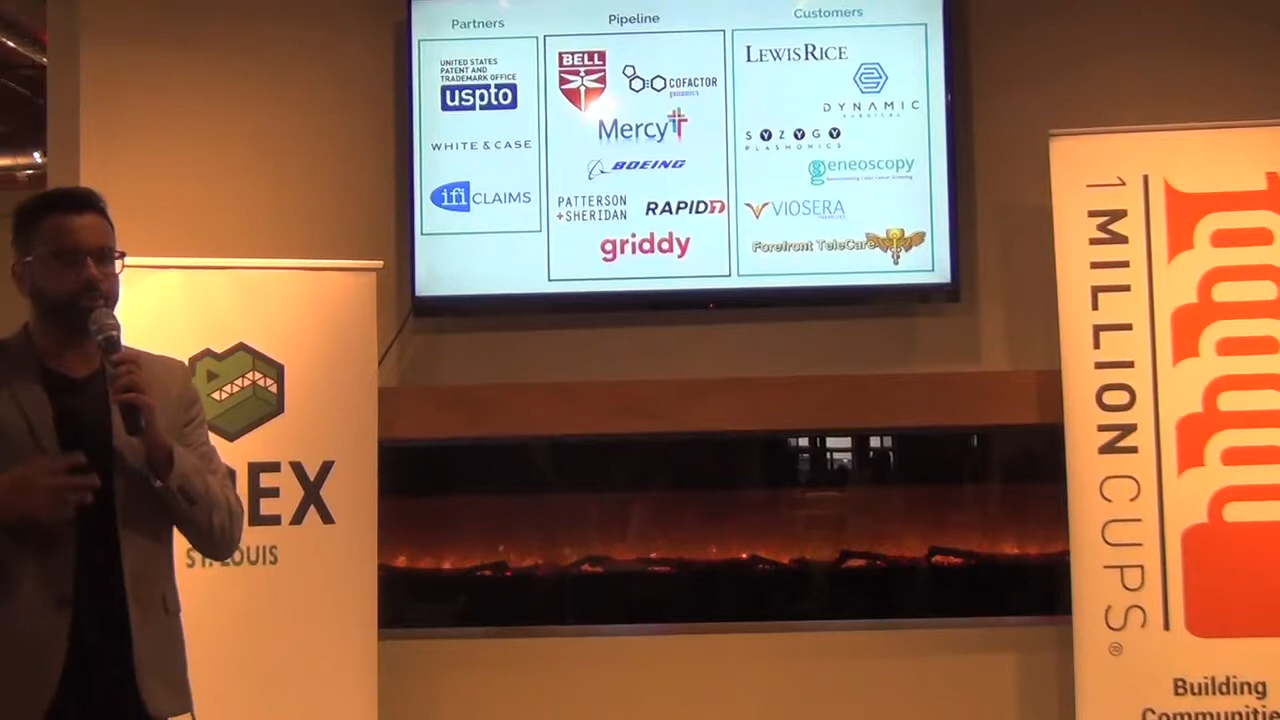 Partners
UNITED STATES
PATENT AND
TRADEMARK OFFICE
uspto
WHITE & CASE
ifi CLAIMS
Pipeline
BELL
COFACTOR
genomics
Mercy
BOEING
PATTERSON
+SHERIDAN
RAPID
griddy
Customers
LEWIS RICE
DYNAMIC
SURGICAL
SYZYGY
PLASMONICS
geneoscopy
VIOSERA
Forefront TeleCare
EX
ST. LOUIS
1 MILLION CUPS®
Building